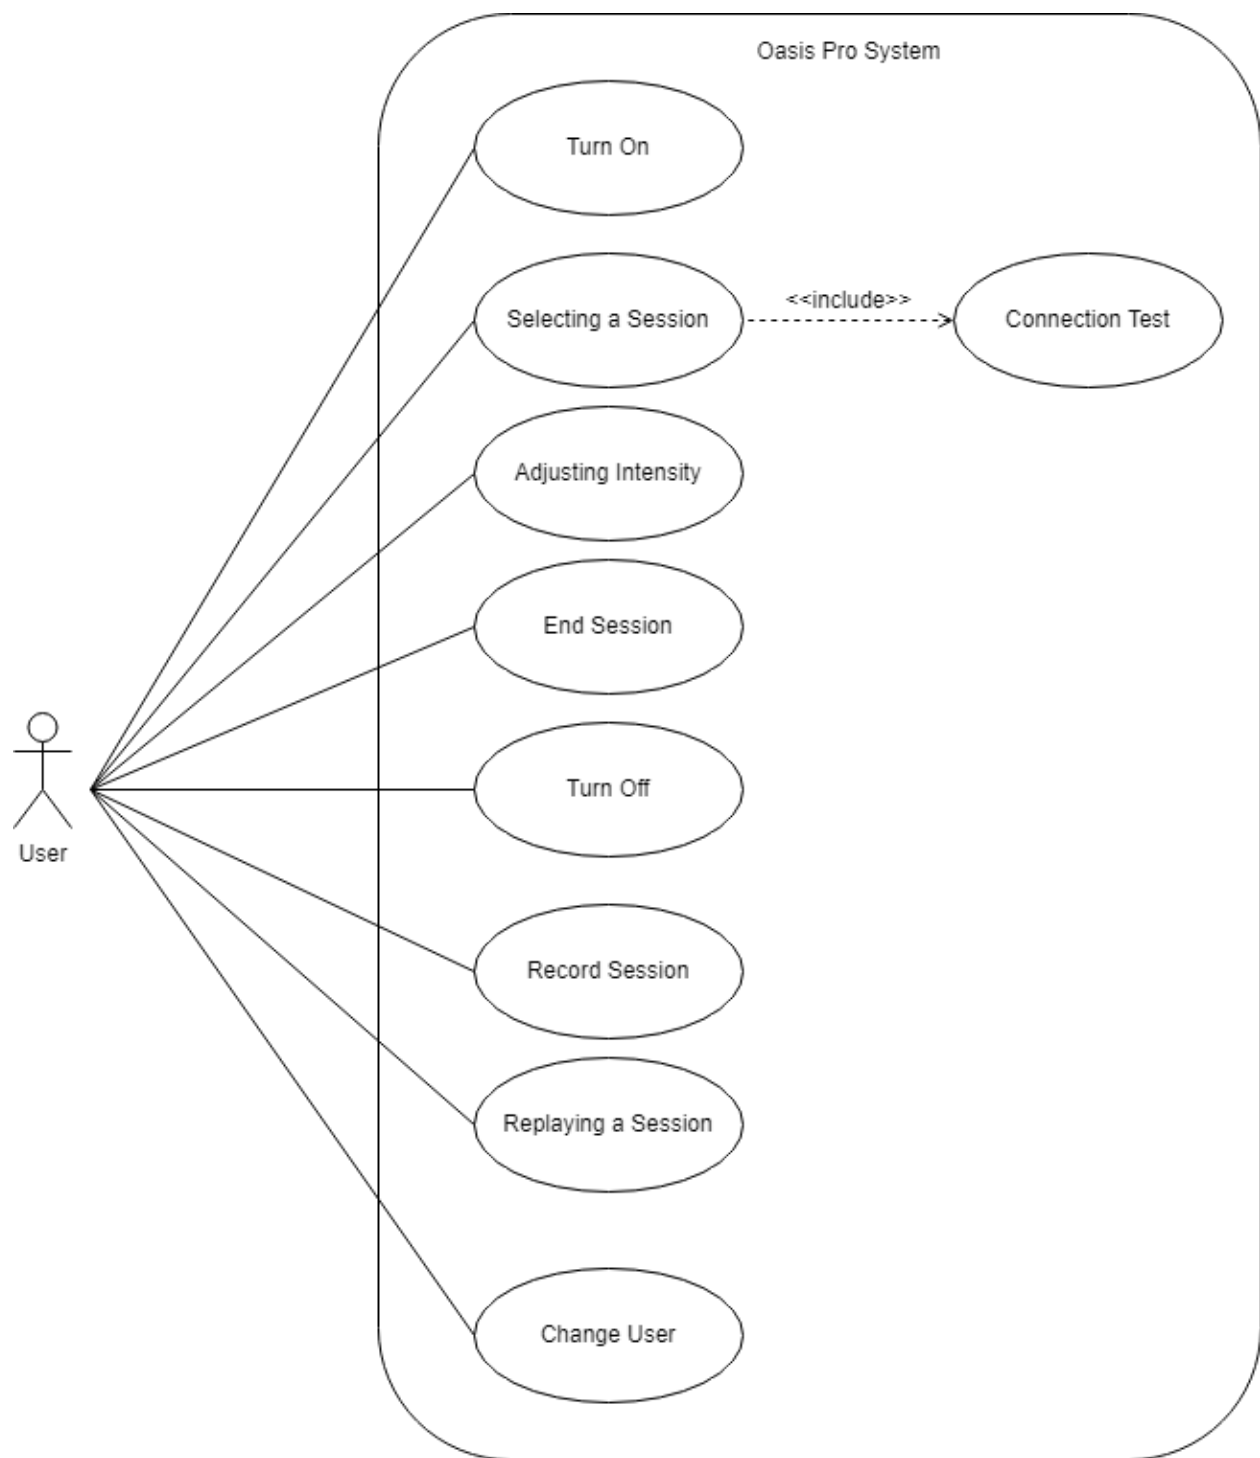 Oasis Pro System
Turn On
Selecting a Session
<<include>>
Connection Test
Adjusting Intensity
End Session
Turn Off
User
Record Session
Replaying a Session
Change User